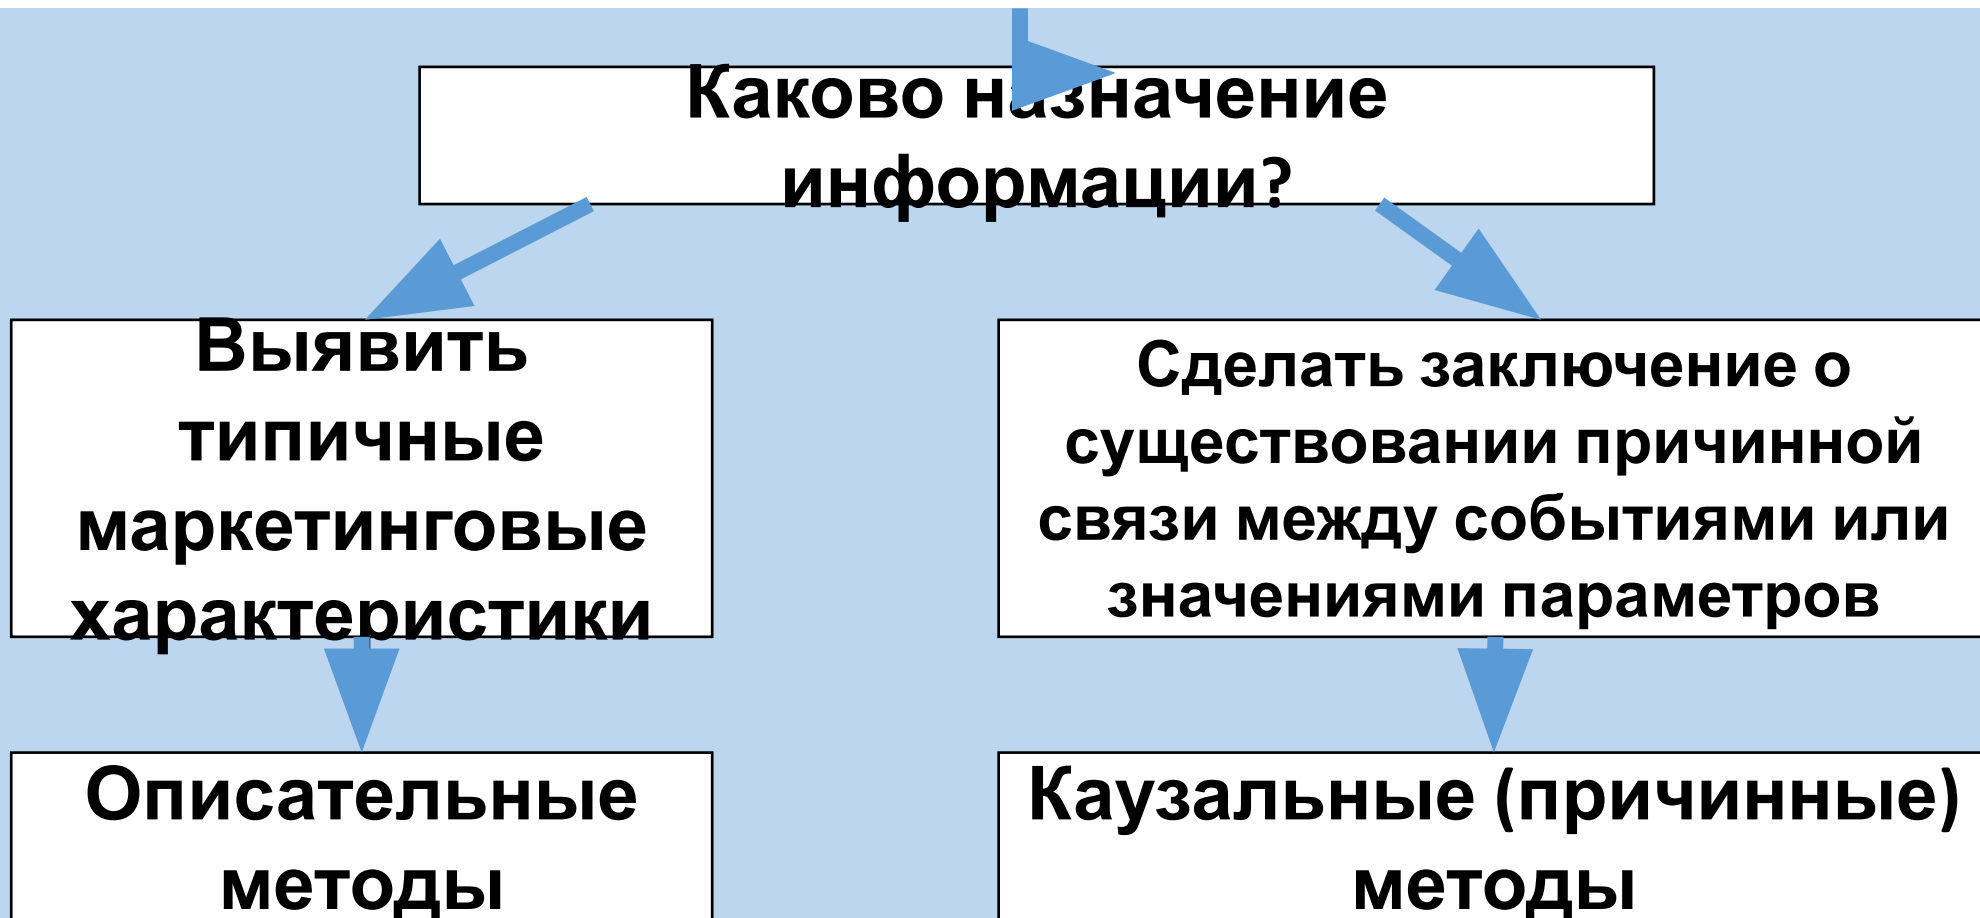 Каково назначение
информации?
Выявить
типичные
маркетинговые
характеристики
Сделать заключение о
существовании причинной
связи между событиями или
значениями параметров
Описательные
методы
Каузальные (причинные)
методы